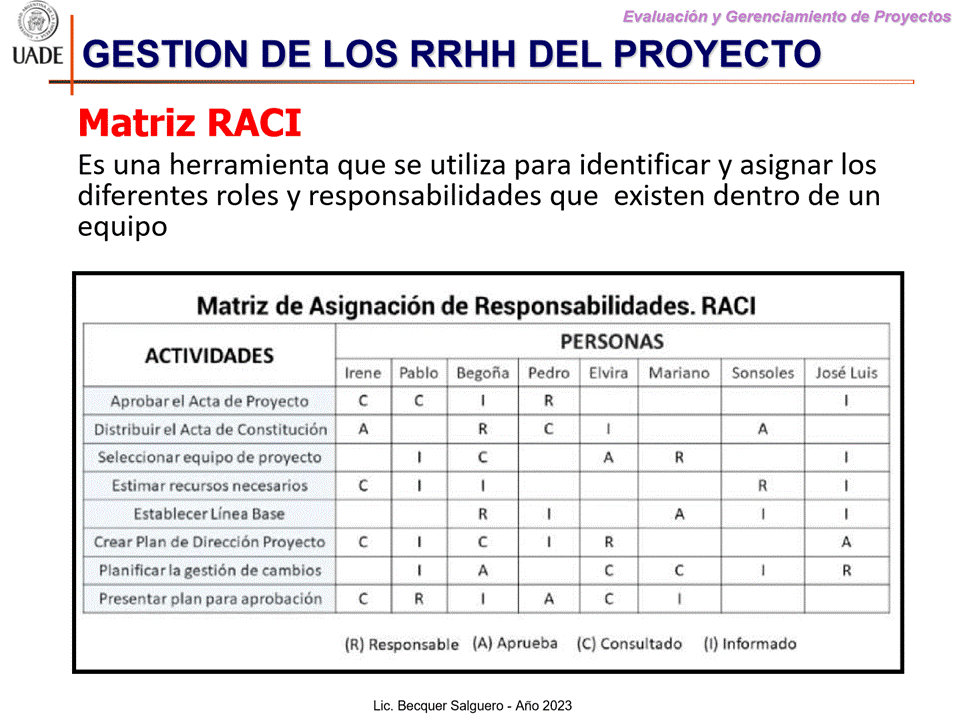 Evaluación y Gerenciamiento de Proyectos
UADE
GESTION DE LOS RRHH DEL PROYECTO
Matriz RACI
Es una herramienta que se utiliza para identificar y asignar los
diferentes roles y responsabilidades que existen dentro de un
equipo
Matriz de Asignación de Responsabilidades. RACI
ACTIVIDADES PERSONAS
Irene Pablo Begoña Pedro Elvira Mariano Sonsoles José Luis
Aprobar el Acta de Proyecto C C I R I
Distribuir el Acta de Constitución A R C I A
Seleccionar equipo de proyecto I C A R I
Estimar recursos necesarios C I I R I
Establecer Línea Base R I A I I
Crear Plan de Dirección Proyecto C I C I R A
Planificar la gestión de cambios I A C C I R
Presentar plan para aprobación C R I A C I
(R) Responsable (A) Aprueba (C) Consultado (I) Informado
Lic. Becquer Salguero - Año 2023